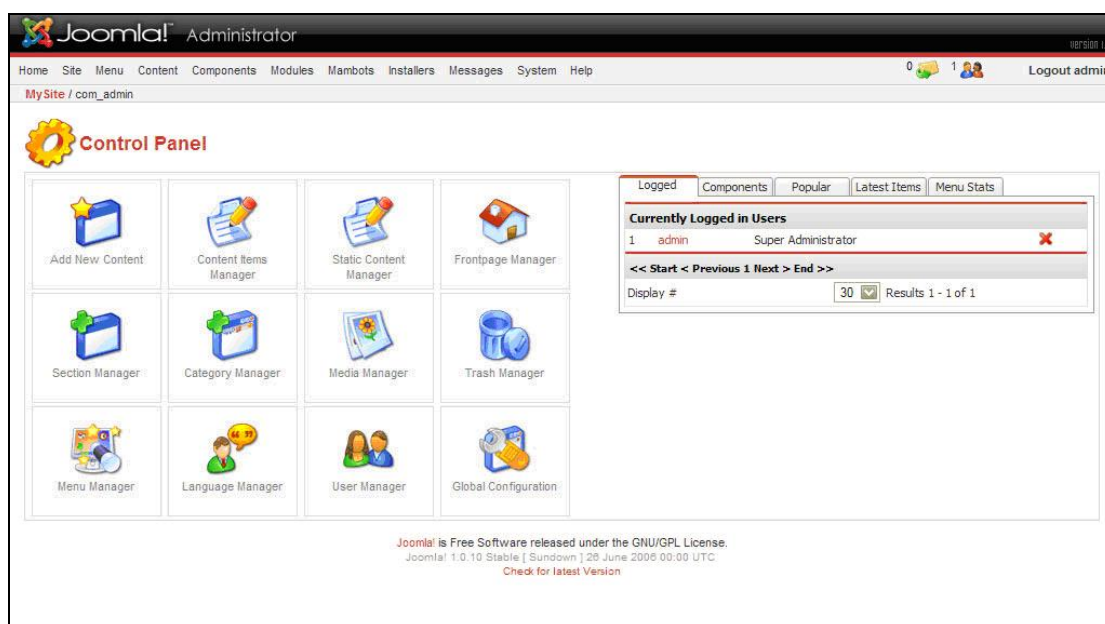 Joomla!™ Administrator
version 1.
Home Site Menu Content Components Modules Mambots Installers Messages System Help 0 1 Logout admin
MySite / com_admin
Control Panel
Logged Components Popular Latest Items Menu Stats
Currently Logged in Users
1 admin Super Administrator
<< Start < Previous 1 Next > End >>
Display # 30 Results 1 - 1 of 1
Add New Content
Content Items
Manager
Static Content
Manager
Frontpage Manager
Section Manager
Category Manager
Media Manager
Trash Manager
Menu Manager
Language Manager
User Manager
Global Configuration
Joomla! is Free Software released under the GNU/GPL License.
Joomla! 1.0.10 Stable [ Sundown ] 26 June 2006 00:00 UTC
Check for latest Version